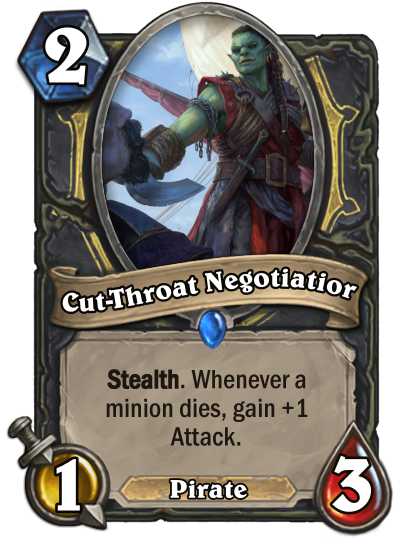 2
Cut-Throat Negotiatior
Stealth. Whenever a
minion dies, gain +1
Attack.
1
Pirate
3